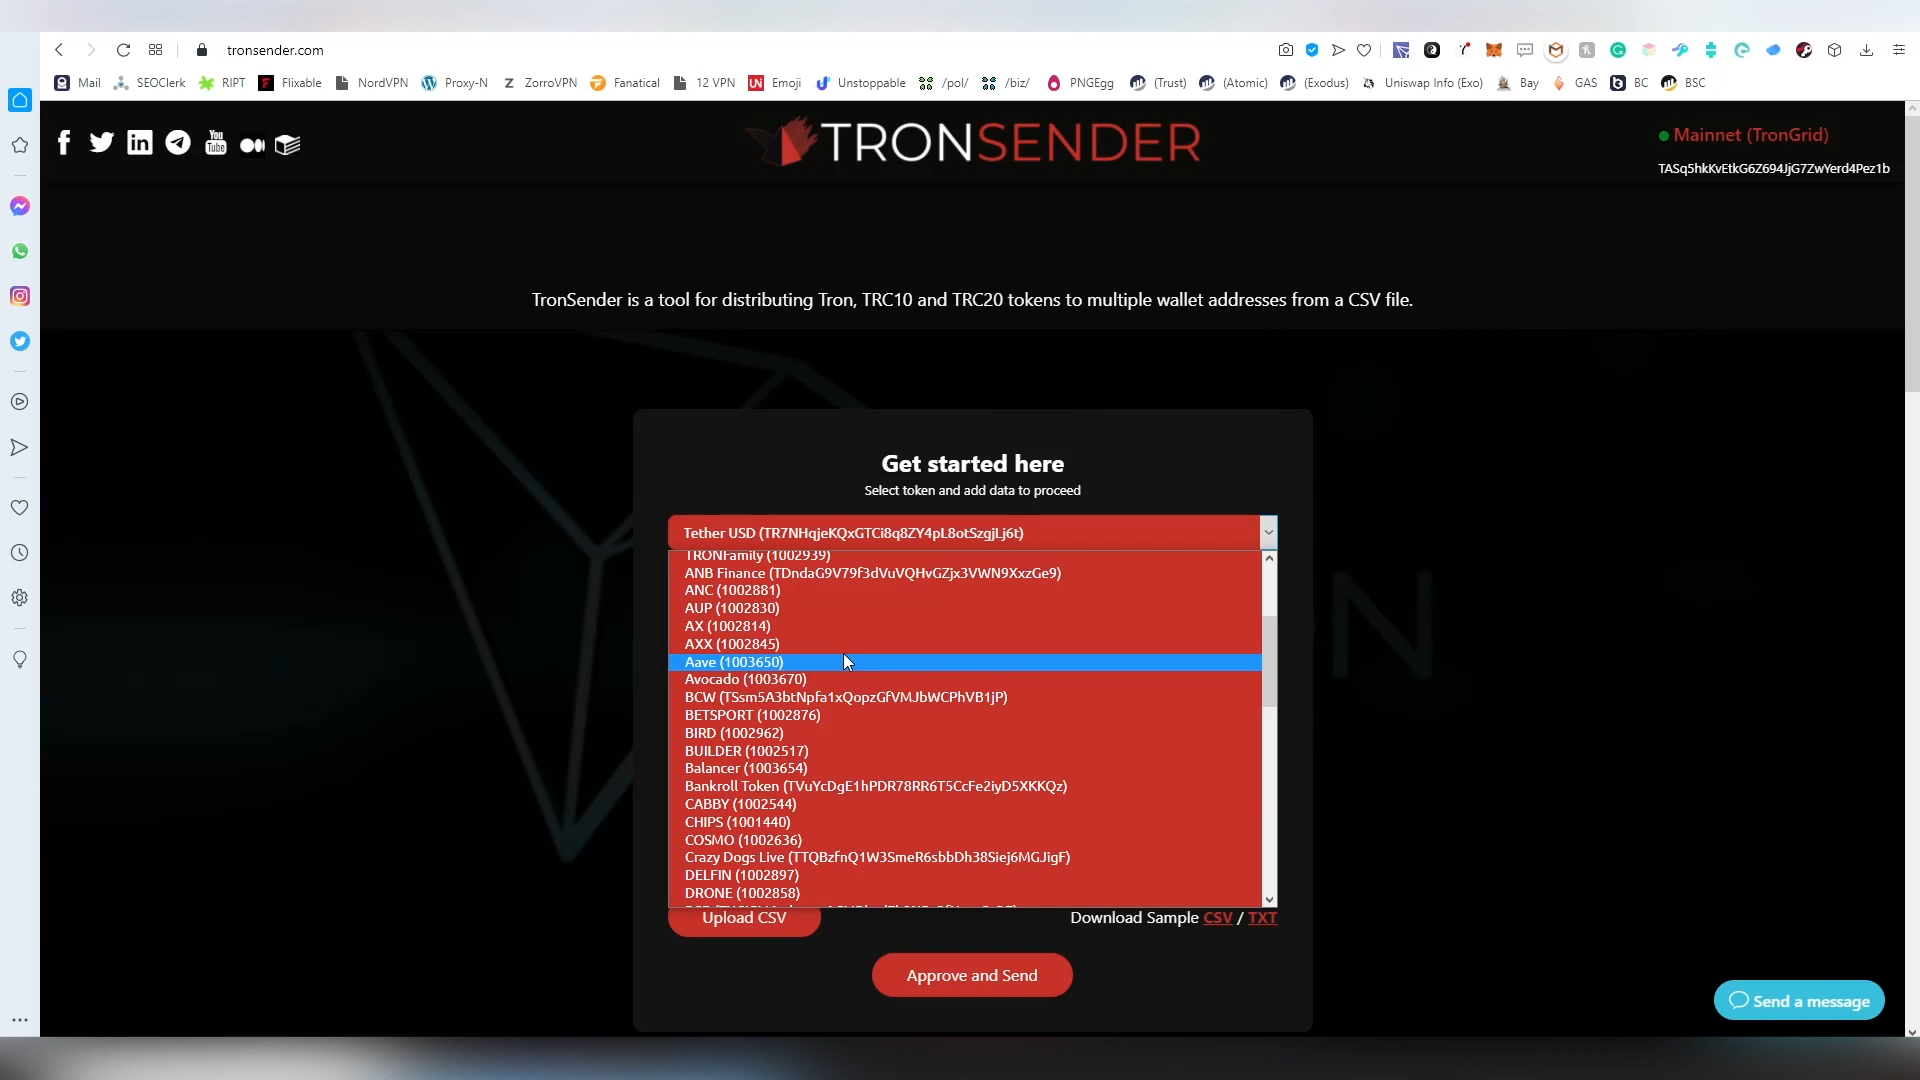 tronsender.com
Mail SEOClerk RIPT Flixable NordVPN Proxy-N ZorroVPN Fanatical 12 VPN Emoji Unstoppable /pol/ /biz/ PNGEgg (Trust) (Atomic) (Exodus) Uniswap Info (Exo) Bay GAS BC BSC
TRONSENDER
Mainnet (TronGrid)
TASq5hkKvEtkG6Z694JjG7ZwYerd4Pez1b
TronSender is a tool for distributing Tron, TRC10 and TRC20 tokens to multiple wallet addresses from a CSV file.
Get started here
Select token and add data to proceed
Tether USD (TR7NHqjeKQxGTCi8q8ZY4pL8otSzgjLj6t)
TRONFamily (1002939)
ANB Finance (TDndaG9V79f3dVuVQHvGZjx3VWN9XxzGe9)
ANC (1002881)
AUP (1002830)
AX (1002814)
AXX (1002845)
Aave (1003650)
Avocado (1003670)
BCW (TSsm5A3btNpfa1xQopzGfVMJbWCPhVB1jP)
BETSPORT (1002876)
BIRD (1002962)
BUILDER (1002517)
Balancer (1003654)
Bankroll Token (TVuYcDgE1hPDR78RR6T5CcFe2iyD5XKKQz)
CABBY (1002544)
CHIPS (1001440)
COSMO (1002636)
Crazy Dogs Live (TTQBzfnQ1W3SmeR6sbbDh38Siej6MGJigF)
DELFIN (1002897)
DRONE (1002858)
Upload CSV
Download Sample CSV / TXT
Approve and Send
Send a message